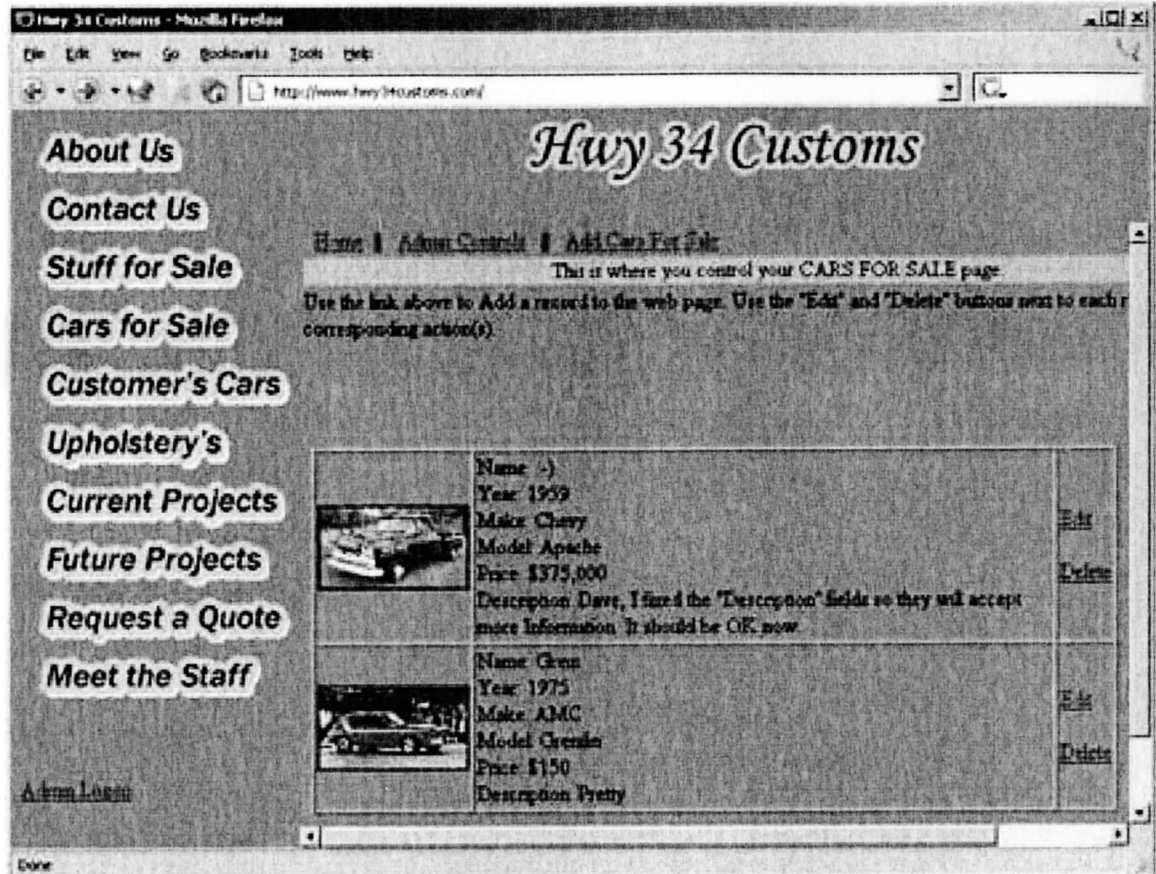 Hwy 34 Customs - Mozilla Firefox
File Edit View Go Bookmarks Tools Help
http://www.hwy34customs.com/
Hwy 34 Customs
About Us
Contact Us
Stuff for Sale
Cars for Sale
Customer's Cars
Upholstery's
Current Projects
Future Projects
Request a Quote
Meet the Staff
Admin Logon
Home | Admin Controls | Add Cars For Sale
This is where you control your CARS FOR SALE page.
Use the link above to Add a record to the web page. Use the "Edit" and "Delete" buttons next to each r
corresponding action(s).
Name: :-)
Year: 1959
Make: Chevy
Model: Apache
Price: $375,000
Description: Dave, I fixed the "Description" fields so they will accept
more Information. It should be OK now.
Edit
Delete
Name:
Year: 1975
Make: AMC
Model: Gremlin
Price: $150
Description: Pretty
Edit
Delete
Done